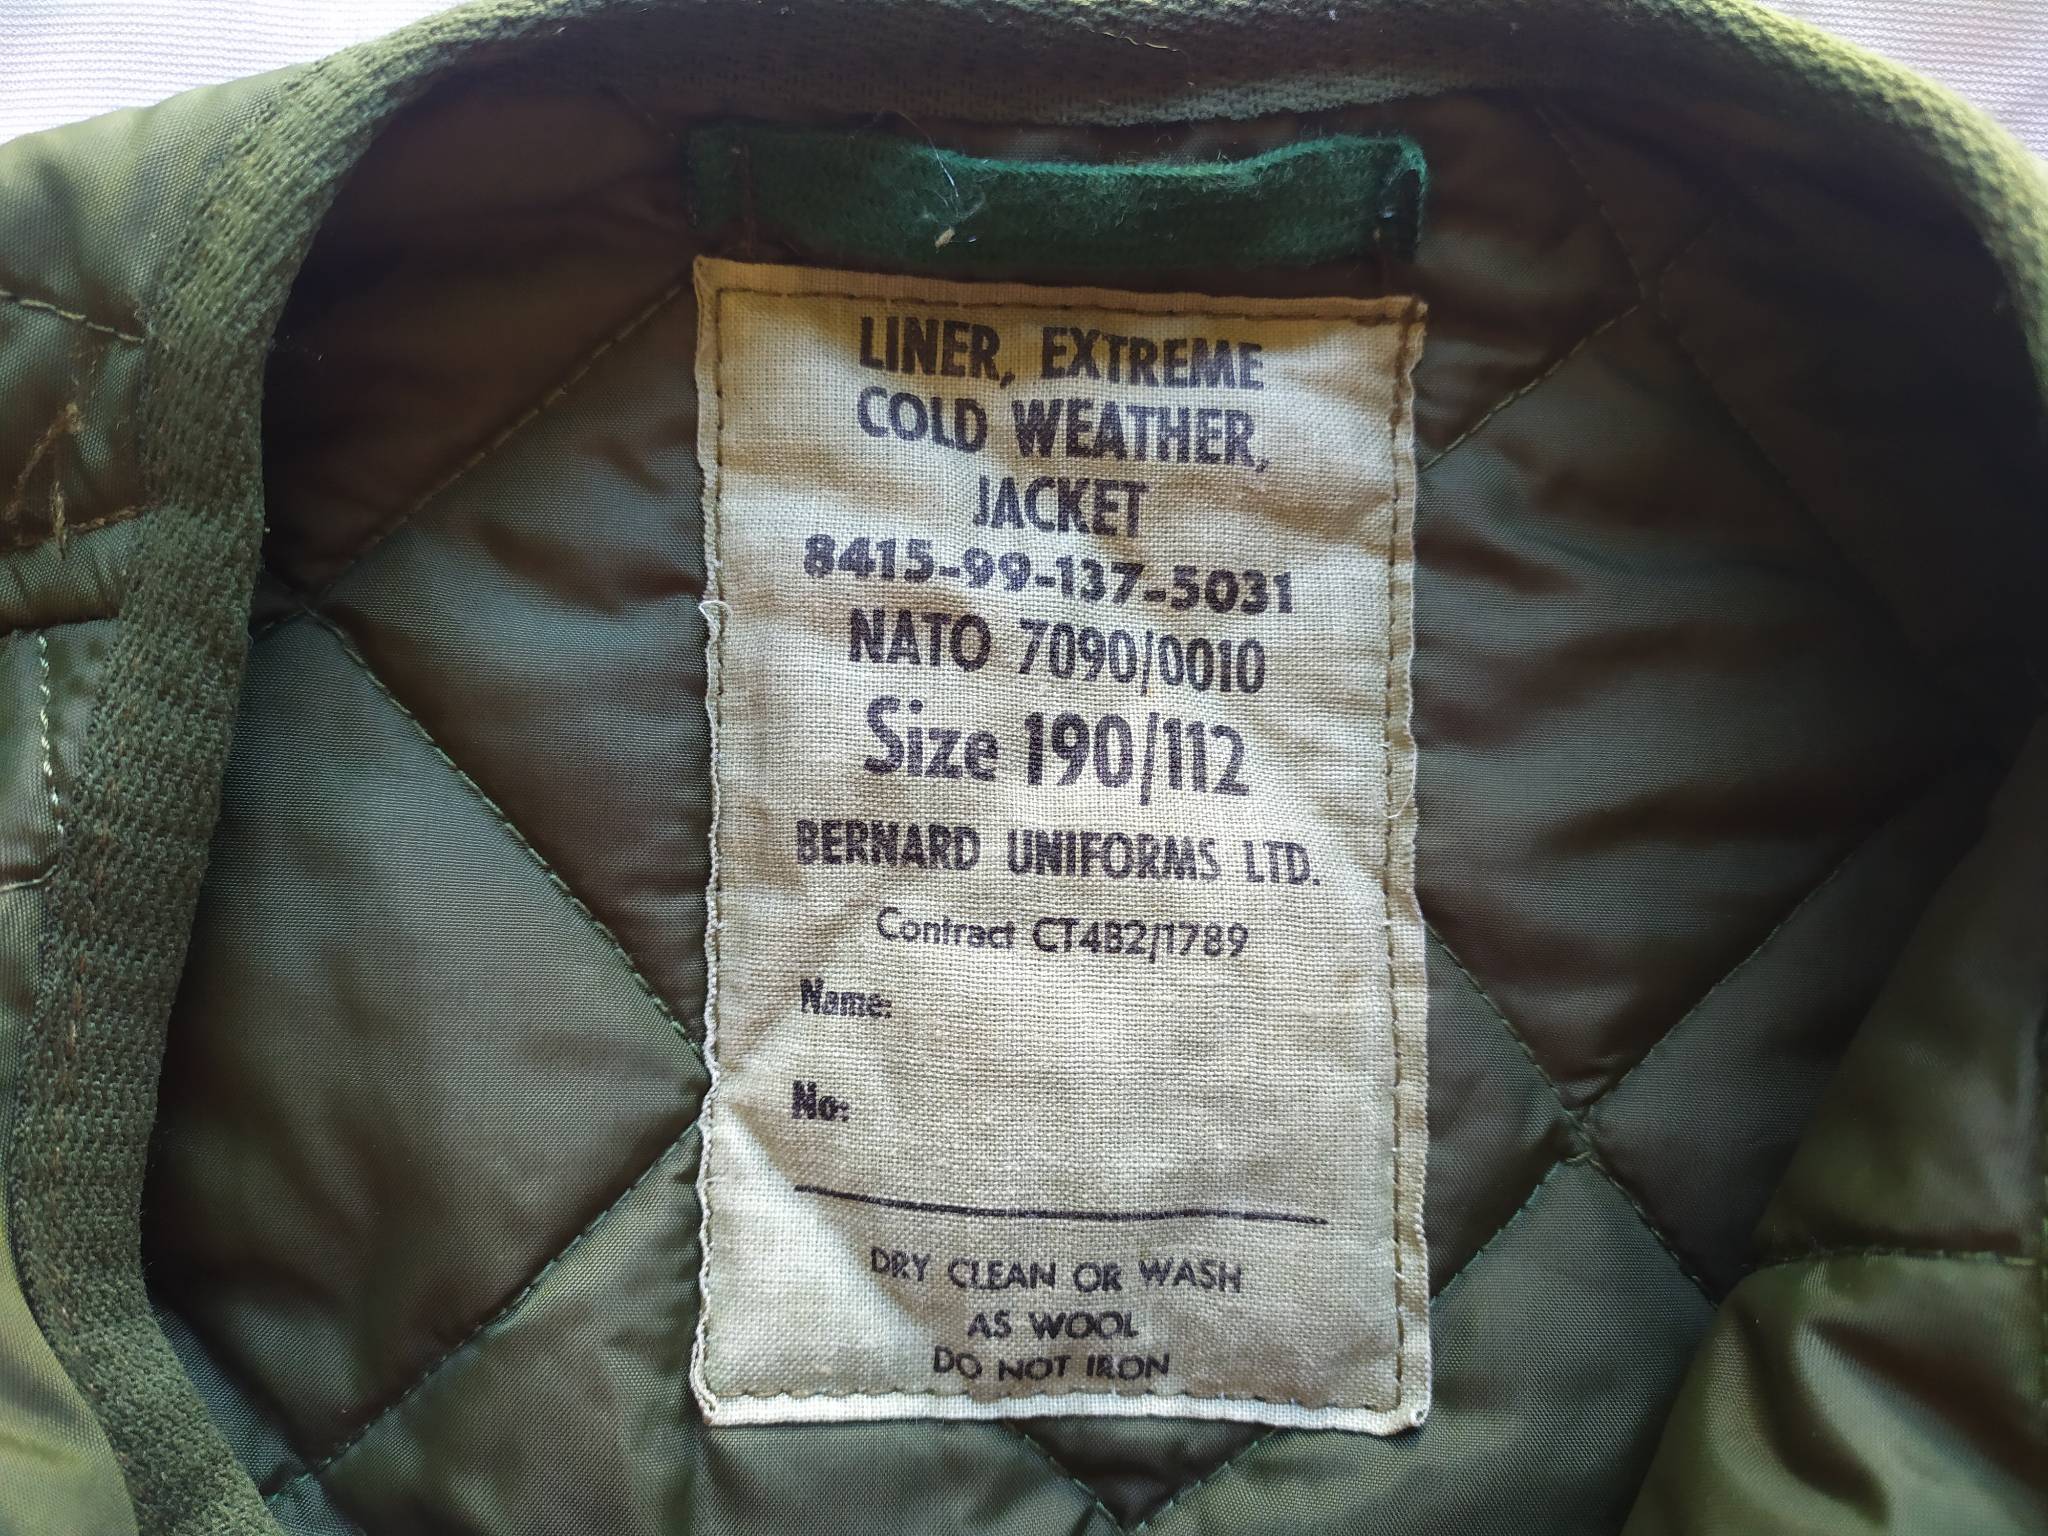 LINER, EXTREME
COLD WEATHER,
JACKET
8415-99-137-5031
NATO 7090/0010
Size 190/112
BERNARD UNIFORMS LTD.
Contract CT4B2/1789
Name:
No:
DRY CLEAN OR WASH
AS WOOL
DO NOT IRON